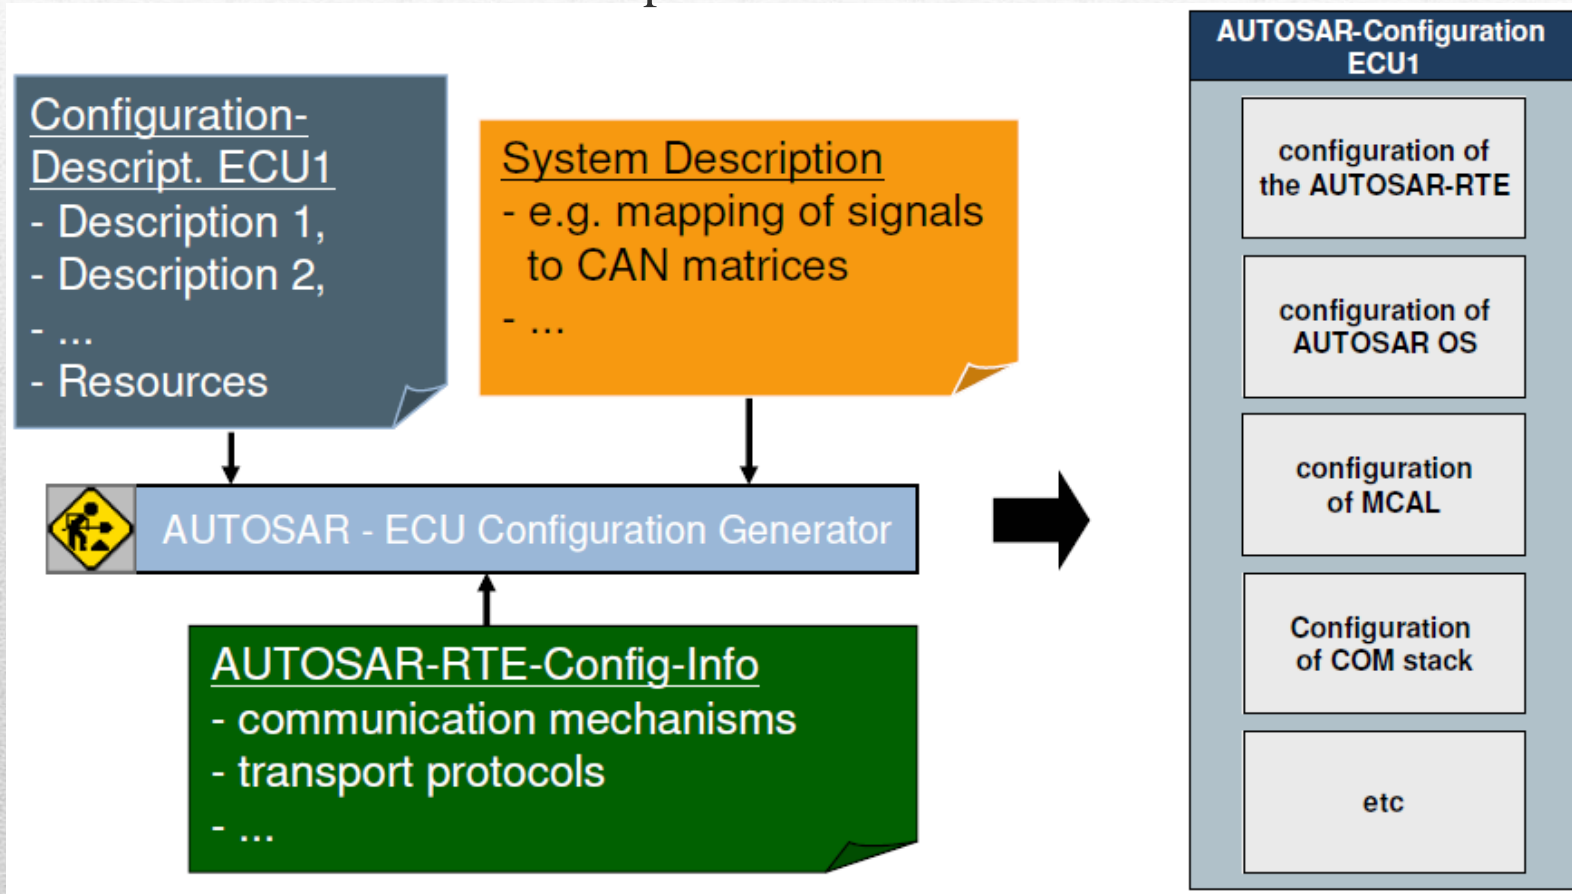 Configuration-
Descript. ECU1
- Description 1,
- Description 2,
- ...
- Resources
System Description
- e.g. mapping of signals
to CAN matrices
- ...
AUTOSAR - ECU Configuration Generator
AUTOSAR-RTE-Config-Info
- communication mechanisms
- transport protocols
- ...
AUTOSAR-Configuration
ECU1
configuration of
the AUTOSAR-RTE
configuration of
AUTOSAR OS
configuration
of MCAL
Configuration
of COM stack
etc